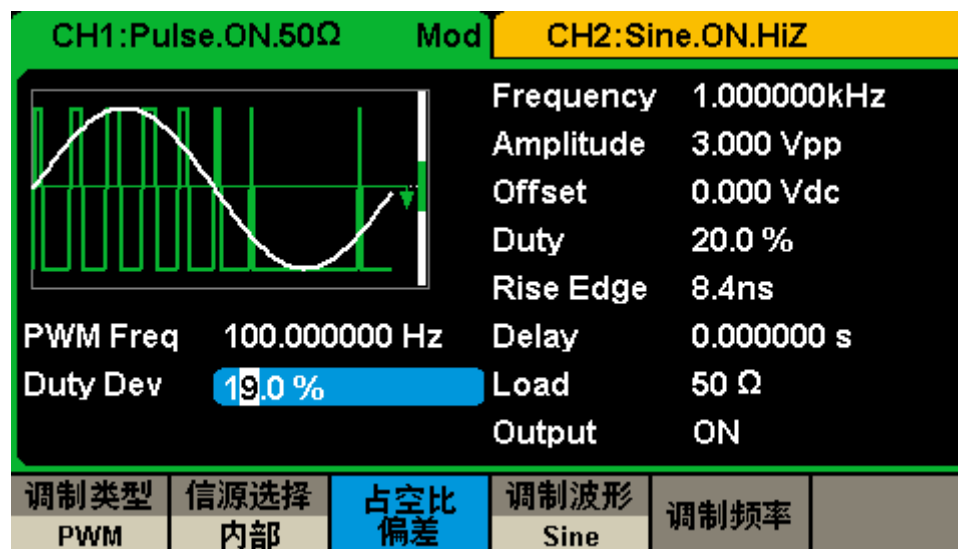 CH1:Pulse.ON.50Ω Mod CH2:Sine.ON.HiZ
Frequency 1.000000kHz
Amplitude 3.000 Vpp
Offset 0.000 Vdc
Duty 20.0 %
Rise Edge 8.4ns
PWM Freq 100.000000 Hz Delay 0.000000 s
Duty Dev 19.0 % Load 50 Ω
Output ON
调制类型 信源选择 占空比 调制波形 调制频率
PWM 内部 偏差 Sine